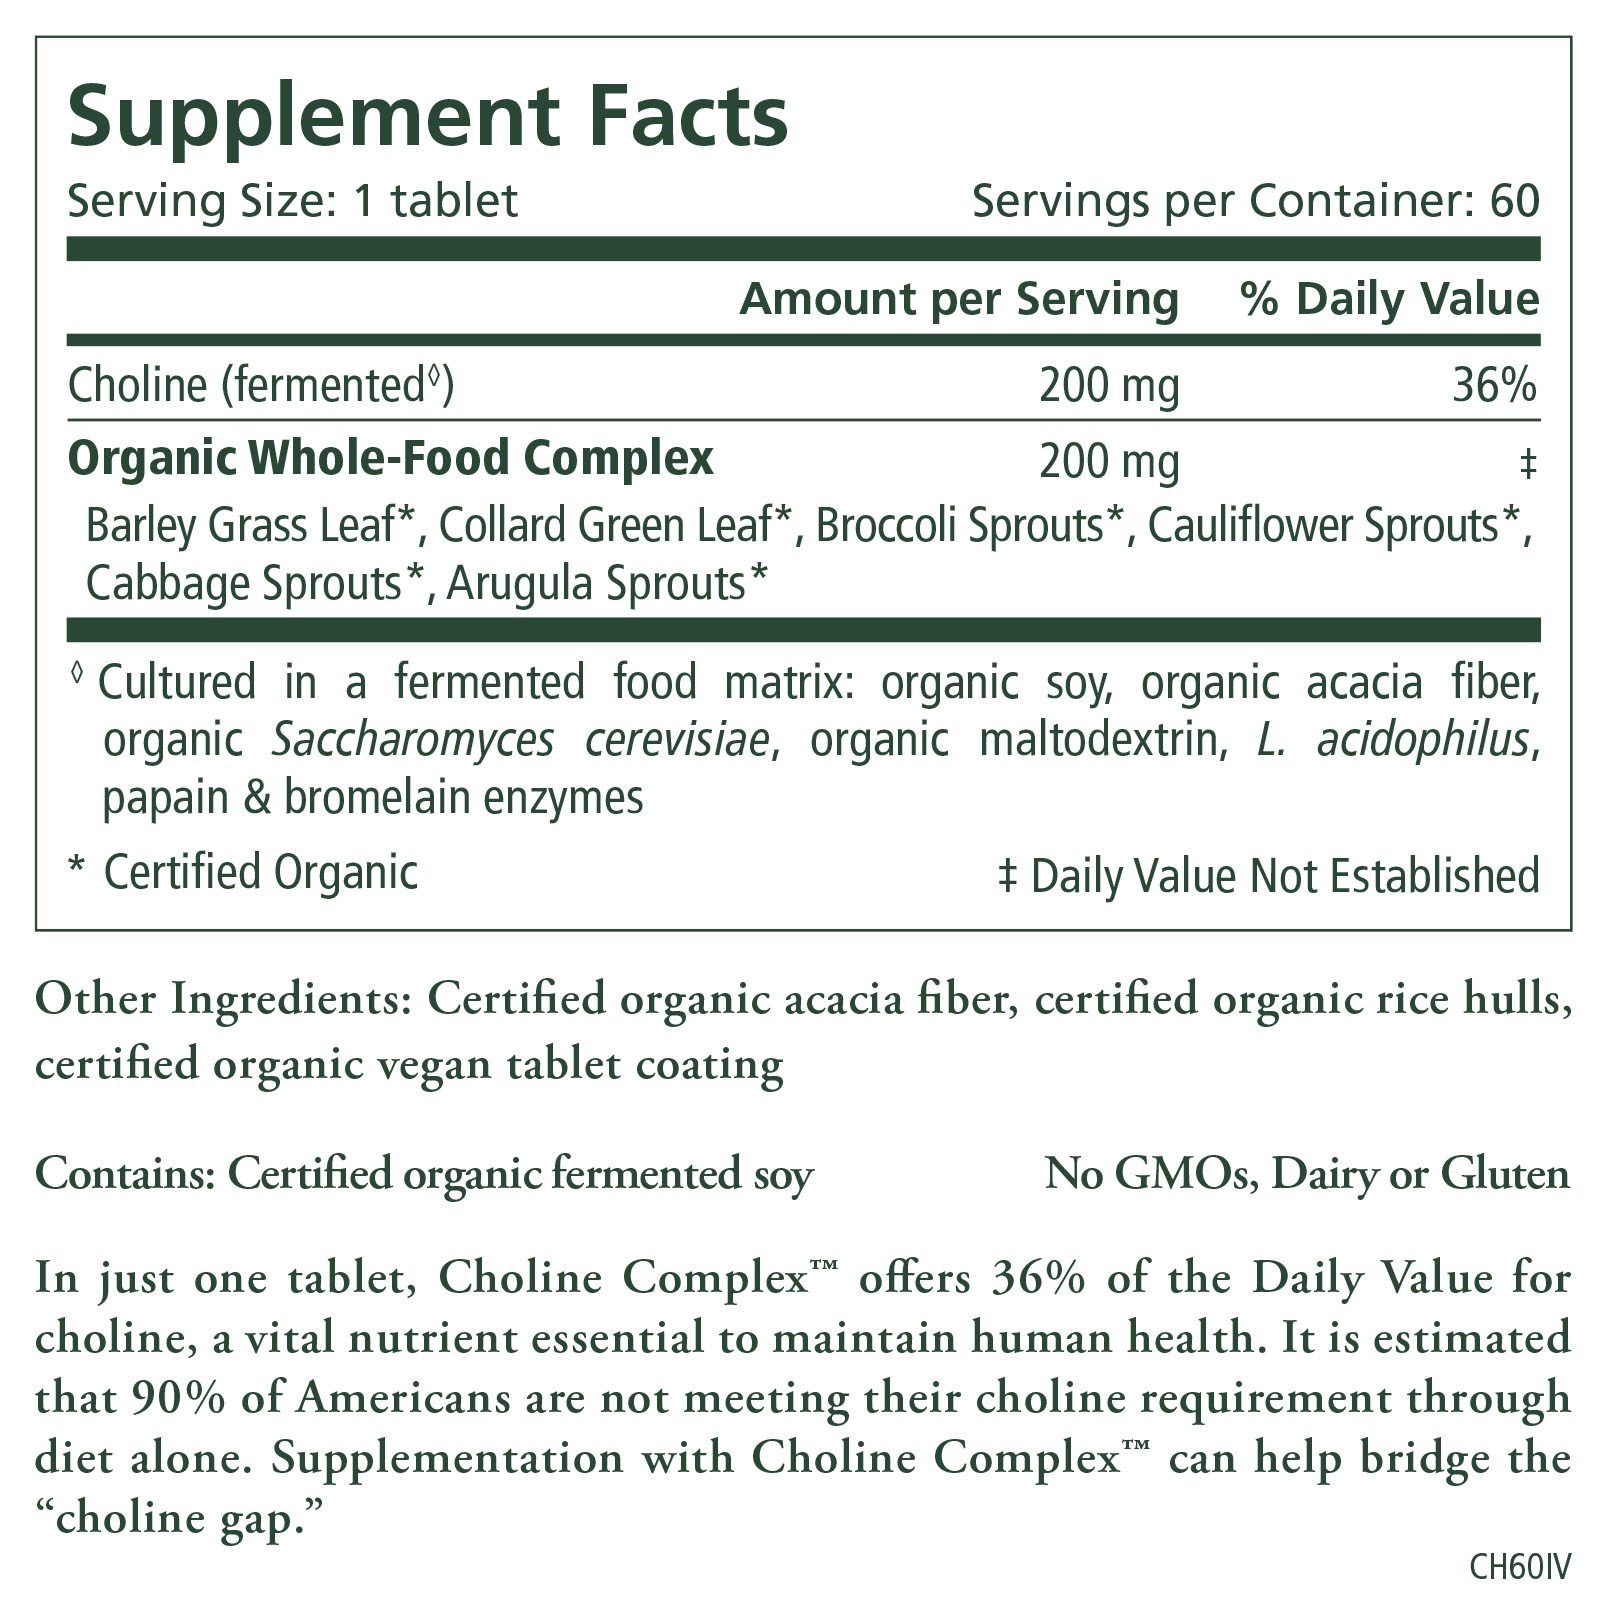 Supplement Facts
Serving Size: 1 tablet Servings per Container: 60
Amount per Serving % Daily Value
Choline (fermented◊) 200 mg 36%
Organic Whole-Food Complex 200 mg ‡
Barley Grass Leaf*, Collard Green Leaf*, Broccoli Sprouts*, Cauliflower Sprouts*,
Cabbage Sprouts*, Arugula Sprouts*
◊ Cultured in a fermented food matrix: organic soy, organic acacia fiber,
organic Saccharomyces cerevisiae, organic maltodextrin, L. acidophilus,
papain & bromelain enzymes
* Certified Organic ‡ Daily Value Not Established
Other Ingredients: Certified organic acacia fiber, certified organic rice hulls,
certified organic vegan tablet coating
Contains: Certified organic fermented soy No GMOs, Dairy or Gluten
In just one tablet, Choline Complex™ offers 36% of the Daily Value for
choline, a vital nutrient essential to maintain human health. It is estimated
that 90% of Americans are not meeting their choline requirement through
diet alone. Supplementation with Choline Complex™ can help bridge the
“choline gap.”
CH60IV